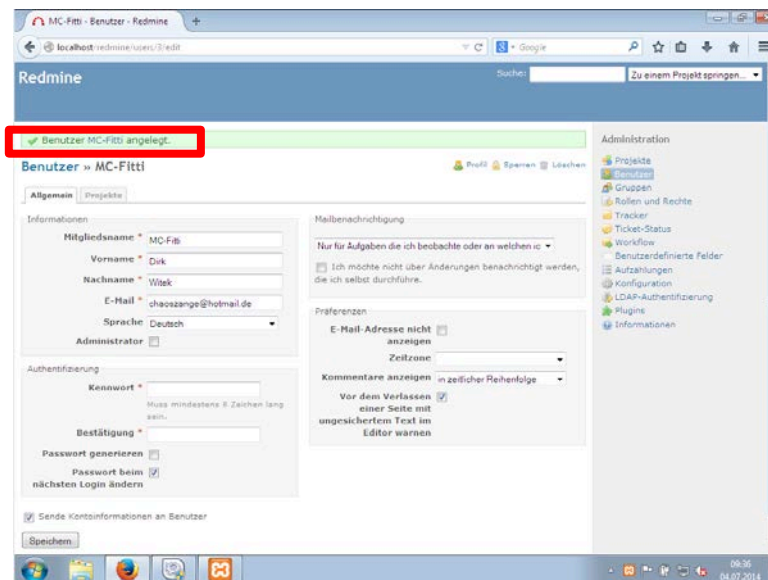 MC-Fitti - Benutzer - Redmine
localhost/redmine/users/3/edit
Google
Redmine
Suche:
Zu einem Projekt springen...
Benutzer MC-Fitti angelegt.
Benutzer » MC-Fitti
Profil Sperren Löschen
Allgemein Projekte
Informationen
Mitgliedsname * MC-Fitti
Vorname * Dirk
Nachname * Witek
E-Mail * chaoszange@hotmail.de
Sprache Deutsch
Administrator
Authentifizierung
Kennwort *
Muss mindestens 8 Zeichen lang
sein.
Bestätigung *
Passwort generieren
Passwort beim
nächsten Login ändern
Mailbenachrichtigung
Nur für Aufgaben die ich beobachte oder an welchen ic
Ich möchte nicht über Änderungen benachrichtigt werden,
die ich selbst durchführe.
Präferenzen
E-Mail-Adresse nicht
anzeigen
Zeitzone
Kommentare anzeigen in zeitlicher Reihenfolge
Vor dem Verlassen
einer Seite mit
ungesichertem Text im
Editor warnen
Sende Kontoinformationen an Benutzer
Speichern
Administration
Projekte
Benutzer
Gruppen
Rollen und Rechte
Tracker
Ticket-Status
Workflow
Benutzerdefinierte Felder
Aufzählungen
Konfiguration
LDAP-Authentifizierung
Plugins
Informationen
09:36
04.07.2014